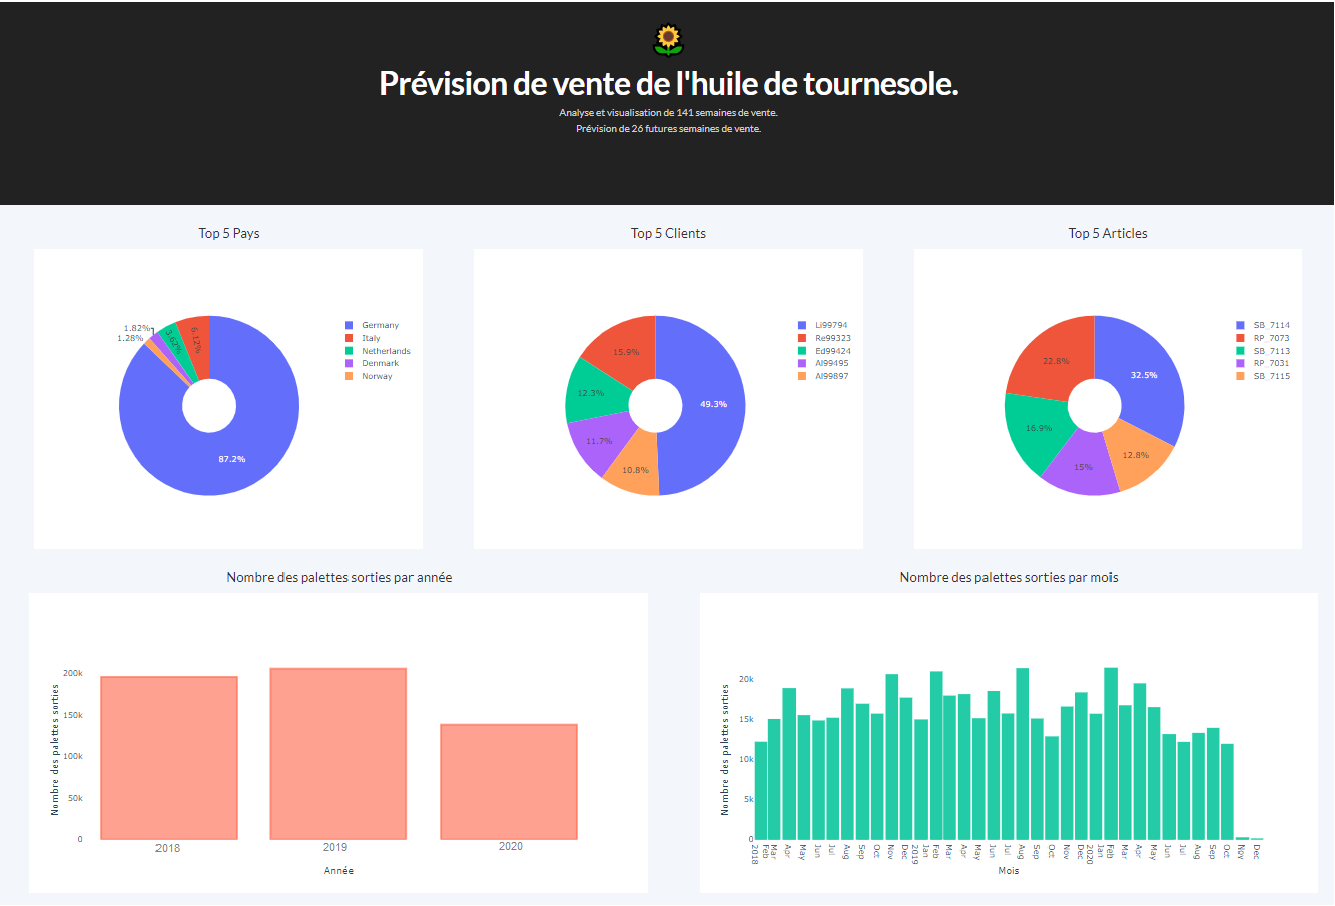 Prévision de vente de l'huile de tournesole.
Analyse et visualisation de 141 semaines de vente.
Prévision de 26 futures semaines de vente.
Top 5 Pays
Top 5 Clients
Top 5 Articles
1.82%
1.28%
3.62%
6.12%
87.2%
Germany
Italy
Netherlands
Denmark
Norway
15.9%
12.3%
11.7%
10.8%
49.3%
Li99794
Re99323
Ed99424
Al99495
Al99897
22.8%
32.5%
16.9%
15%
12.8%
SB_7114
RP_7073
SB_7113
RP_7031
SB_7115
Nombre des palettes sorties par année
Nombre des palettes sorties par mois
Nombre des palettes sorties
200k
150k
100k
50k
0
2018
2019
2020
Année
Nombre des palettes sorties
20k
15k
10k
5k
0
2018
Feb
Mar
Apr
May
Jun
Jul
Aug
Sep
Oct
Nov
Dec
2019
Jan
Feb
Mar
Apr
May
Jun
Jul
Aug
Sep
Oct
Nov
Dec
2020
Jan
Feb
Mar
Apr
May
Jun
Jul
Aug
Sep
Oct
Nov
Dec
Mois